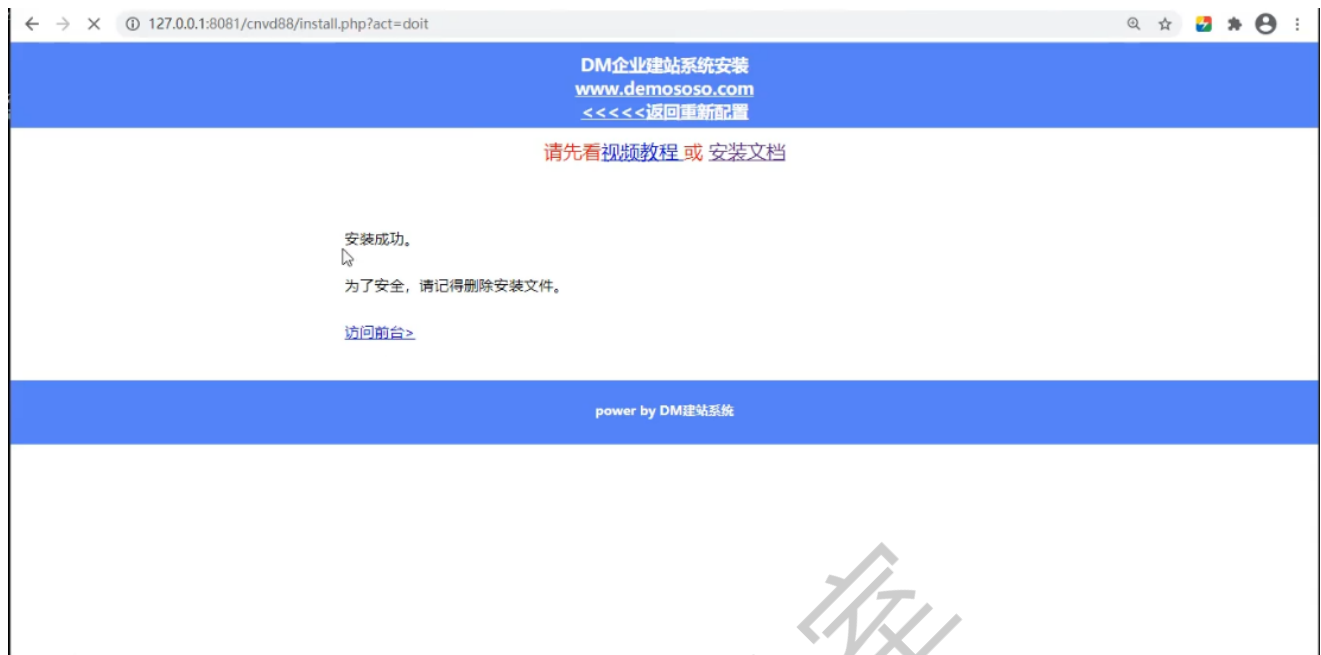 127.0.0.1:8081/cnvd88/install.php?act=doit
DM企业建站系统安装
www.demososo.com
<<<<<返回重新配置
请先看视频教程 或 安装文档
安装成功。
为了安全，请记得删除安装文件。
访问前台>
power by DM建站系统